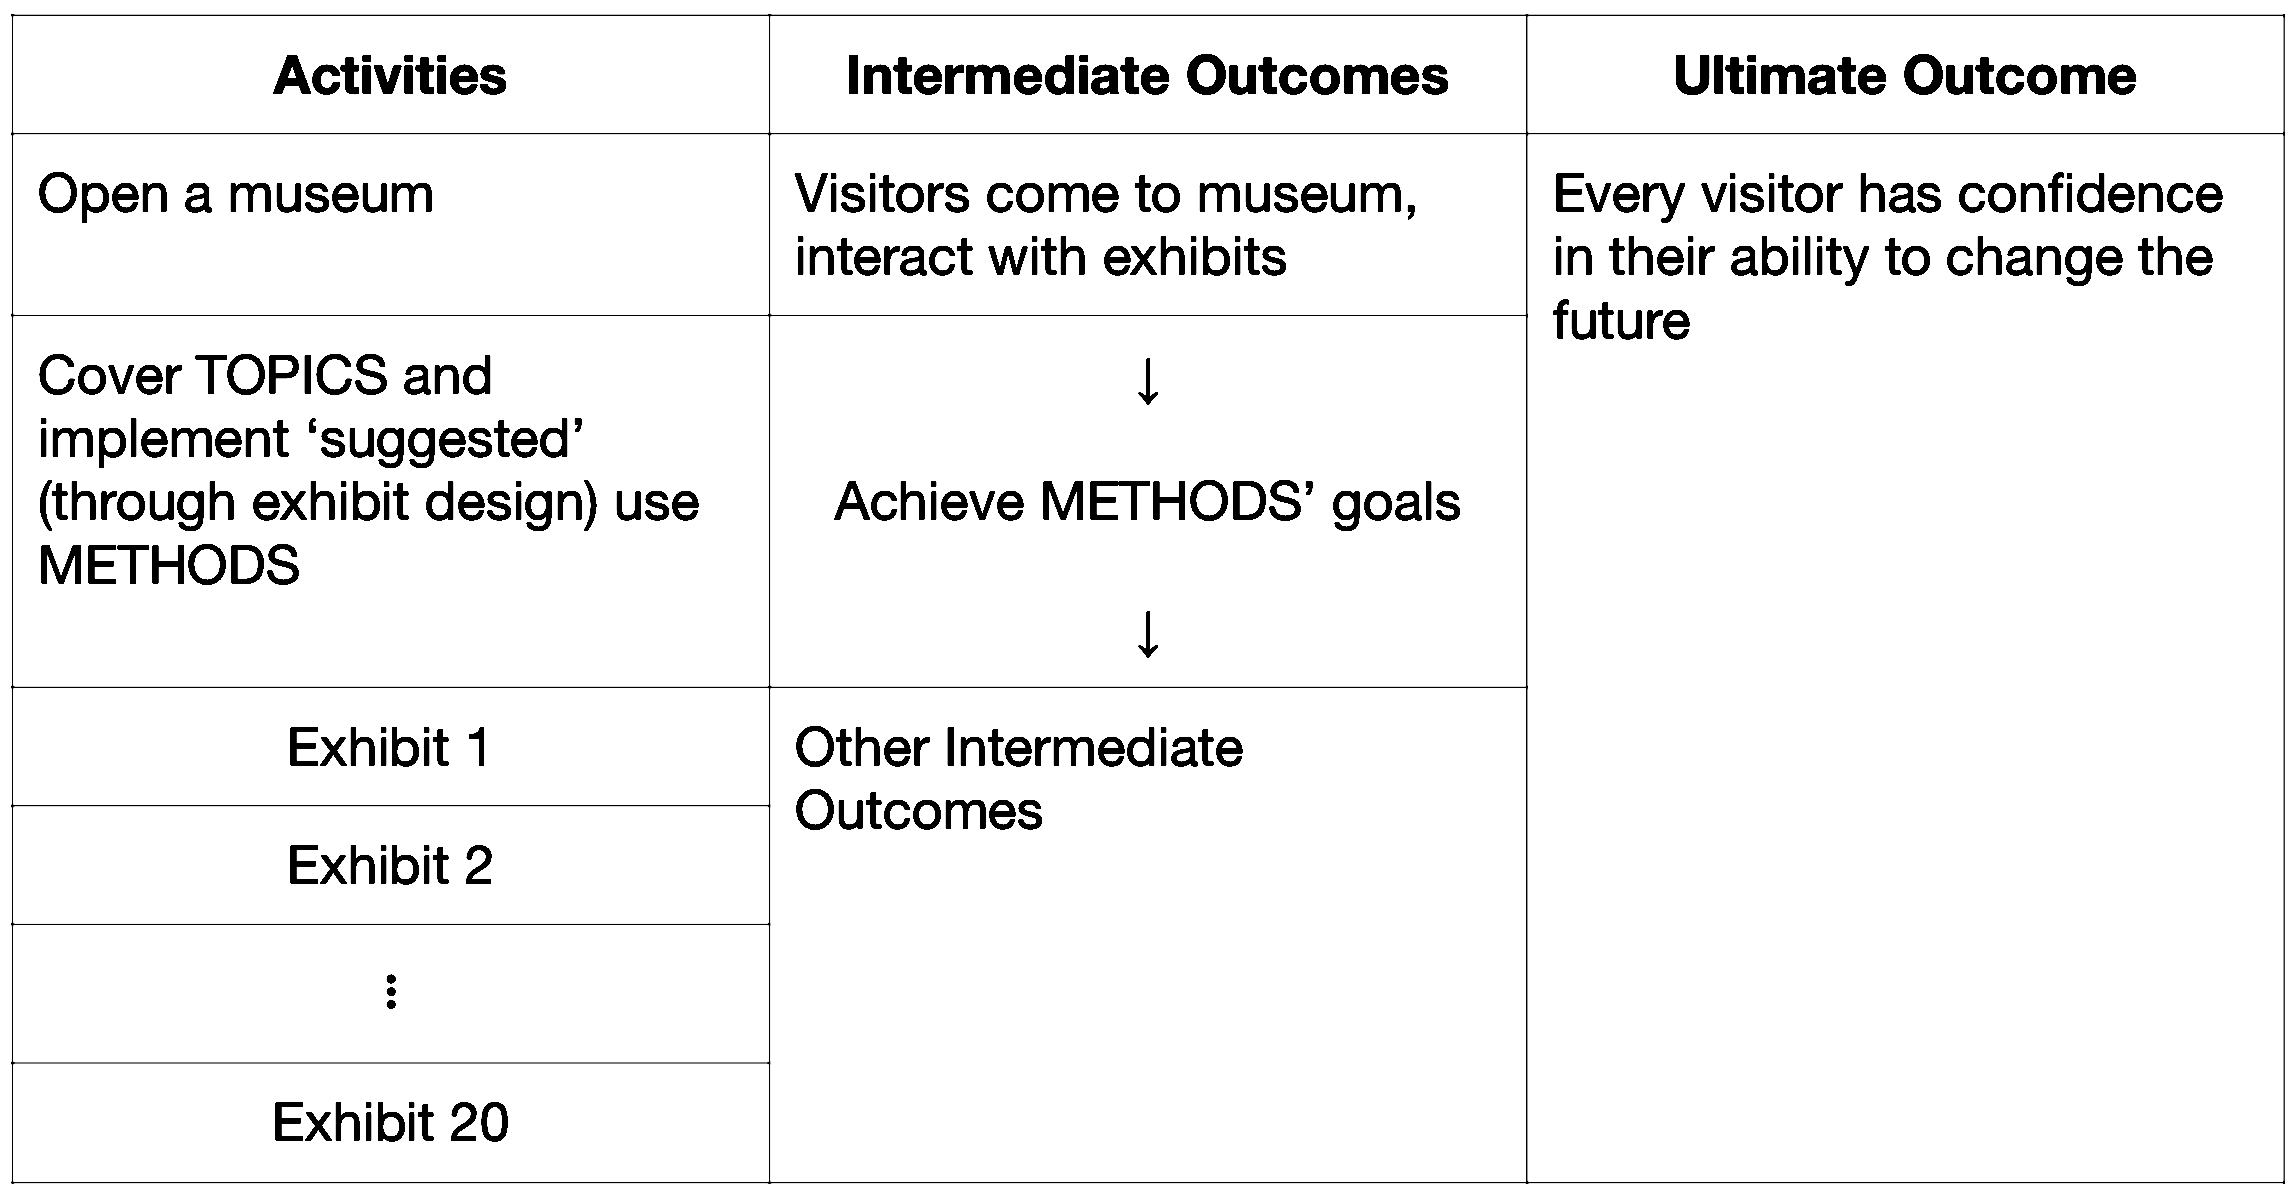 Activities
Intermediate Outcomes
Ultimate Outcome
Open a museum
Visitors come to museum,
interact with exhibits
Every visitor has confidence
in their ability to change the
future
Cover TOPICS and
implement ‘suggested’
(through exhibit design) use
METHODS
↓
Achieve METHODS’ goals
↓
Exhibit 1
Other Intermediate
Outcomes
Exhibit 2
⋮
Exhibit 20